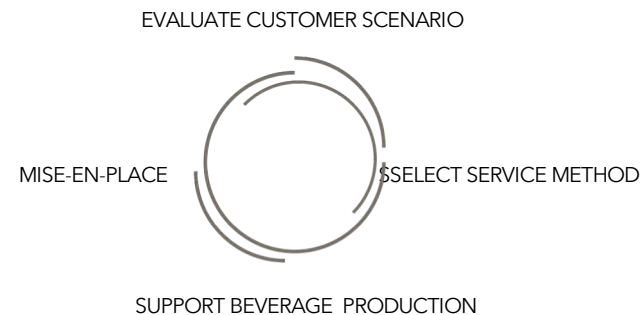 EVALUATE CUSTOMER SCENARIO
MISE-EN-PLACE
SSELECT SERVICE METHOD
SUPPORT BEVERAGE PRODUCTION